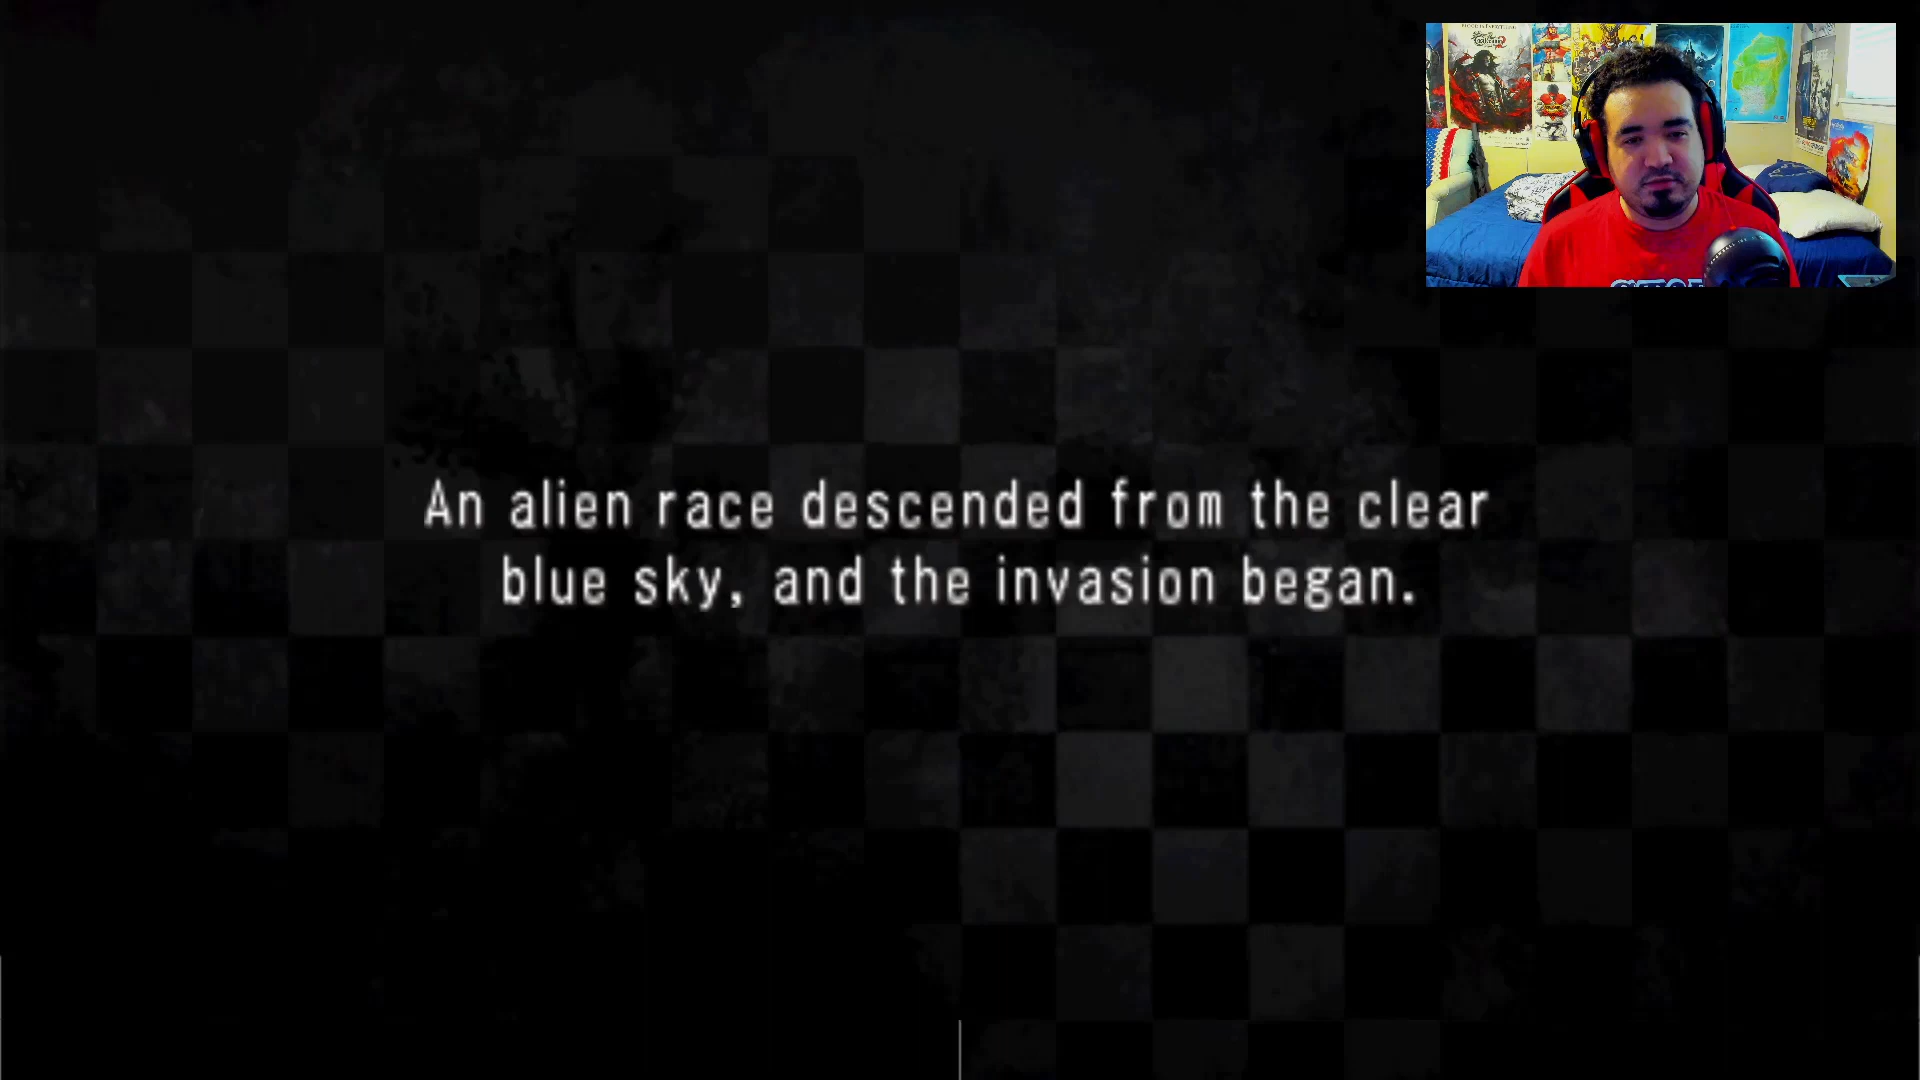 An alien race descended from the clear
blue sky, and the invasion began.